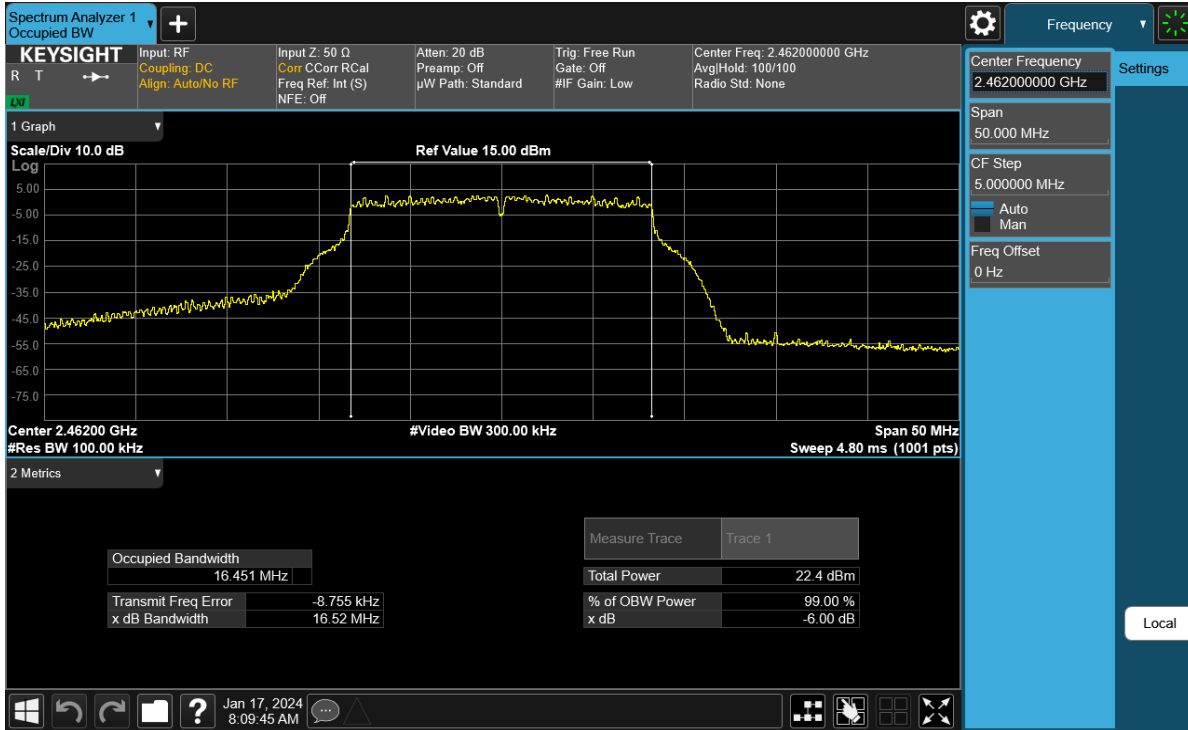 Spectrum Analyzer 1
Occupied BW
Frequency
KEYSIGHT
R T
LXI
Input: RF
Coupling: DC
Align: Auto/No RF
Input Z: 50 Ω
Corr CCorr RCal
Freq Ref: Int (S)
NFE: Off
Atten: 20 dB
Preamp: Off
µW Path: Standard
Trig: Free Run
Gate: Off
#IF Gain: Low
Center Freq: 2.462000000 GHz
Avg|Hold: 100/100
Radio Std: None
Center Frequency
2.462000000 GHz
Settings
Span
50.000 MHz
CF Step
5.000000 MHz
Auto
Man
Freq Offset
0 Hz
Local
1 Graph
Scale/Div 10.0 dB
Ref Value 15.00 dBm
Log
5.00
-5.00
-15.0
-25.0
-35.0
-45.0
-55.0
-65.0
-75.0
Center 2.46200 GHz
#Video BW 300.00 kHz
Span 50 MHz
#Res BW 100.00 kHz
Sweep 4.80 ms (1001 pts)
2 Metrics
Measure Trace Trace 1
Occupied Bandwidth
16.451 MHz
Total Power 22.4 dBm
Transmit Freq Error -8.755 kHz
% of OBW Power 99.00 %
x dB Bandwidth 16.52 MHz
x dB -6.00 dB
?
Jan 17, 2024
8:09:45 AM